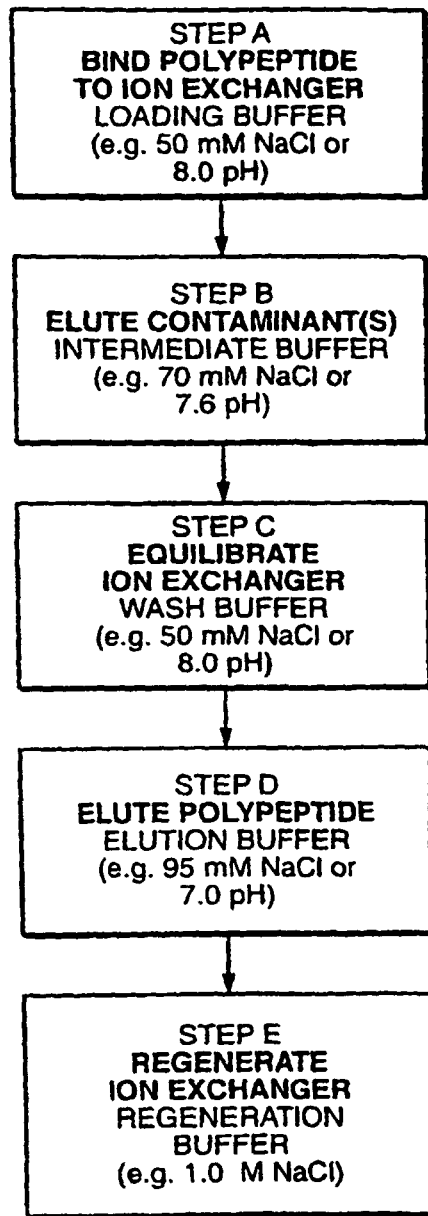 STEP A
BIND POLYPEPTIDE
TO ION EXCHANGER
LOADING BUFFER
(e.g. 50 mM NaCl or
8.0 pH)
STEP B
ELUTE CONTAMINANT(S)
INTERMEDIATE BUFFER
(e.g. 70 mM NaCl or
7.6 pH)
STEP C
EQUILIBRATE
ION EXCHANGER
WASH BUFFER
(e.g. 50 mM NaCl or
8.0 pH)
STEP D
ELUTE POLYPEPTIDE
ELUTION BUFFER
(e.g. 95 mM NaCl or
7.0 pH)
STEP E
REGENERATE
ION EXCHANGER
REGENERATION
BUFFER
(e.g. 1.0 M NaCl)